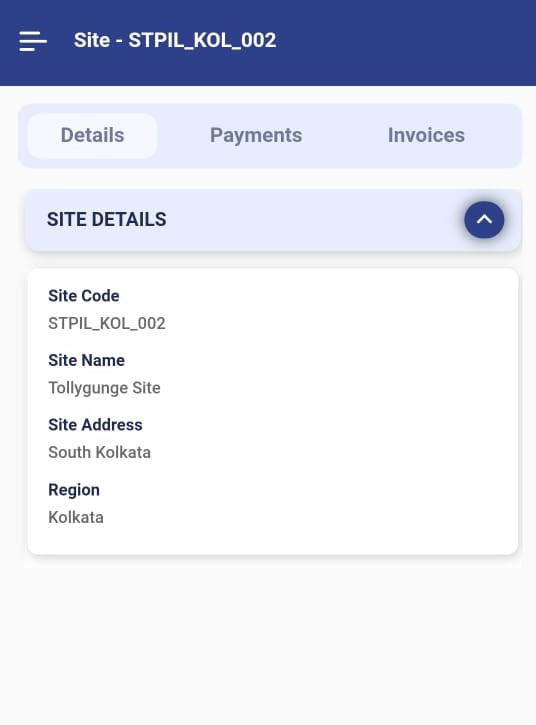 Site - STPIL_KOL_002
Details Payments Invoices
SITE DETAILS
Site Code
STPIL_KOL_002
Site Name
Tollygunge Site
Site Address
South Kolkata
Region
Kolkata